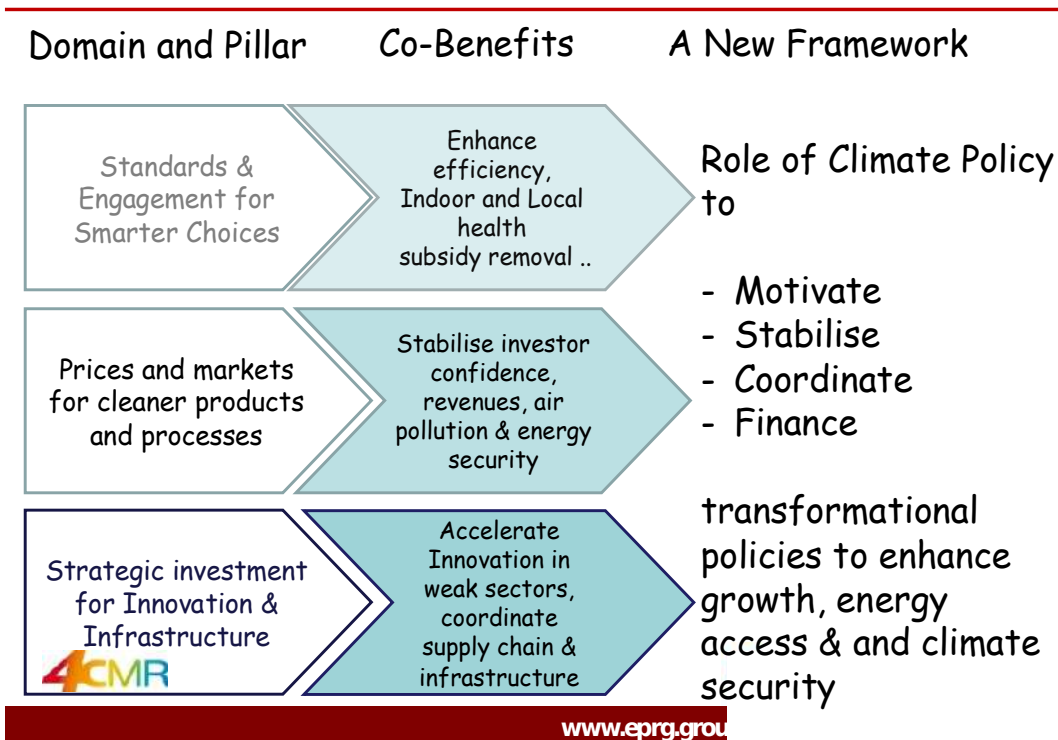 Domain and Pillar
Co-Benefits
A New Framework
Standards &
Engagement for
Smarter Choices
Enhance
efficiency,
Indoor and Local
health
subsidy removal ..
Prices and markets
for cleaner products
and processes
Stabilise investor
confidence,
revenues, air
pollution & energy
security
Strategic investment
for Innovation &
Infrastructure
Accelerate
Innovation in
weak sectors,
coordinate
supply chain &
infrastructure
Role of Climate Policy
to
- Motivate
- Stabilise
- Coordinate
- Finance
transformational
policies to enhance
growth, energy
access & and climate
security
4CMR
www.eprg.grou